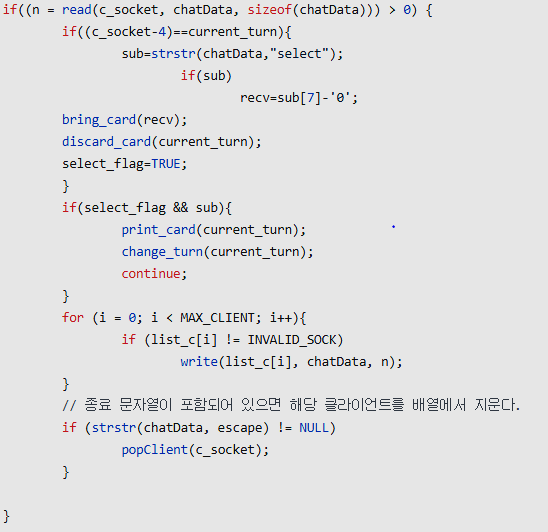 if((n = read(c_socket, chatData, sizeof(chatData))) > 0) {
if((c_socket-4)==current_turn){
sub=strstr(chatData,"select");
if(sub)
recv=sub[7]-'0';
bring_card(recv);
discard_card(current_turn);
select_flag=TRUE;
}
if(select_flag && sub){
print_card(current_turn);
change_turn(current_turn);
continue;
}
for (i = 0; i < MAX_CLIENT; i++){
if (list_c[i] != INVALID_SOCK)
write(list_c[i], chatData, n);
}
// 종료 문자열이 포함되어 있으면 해당 클라이언트를 배열에서 지운다.
if (strstr(chatData, escape) != NULL)
popClient(c_socket);
}
}